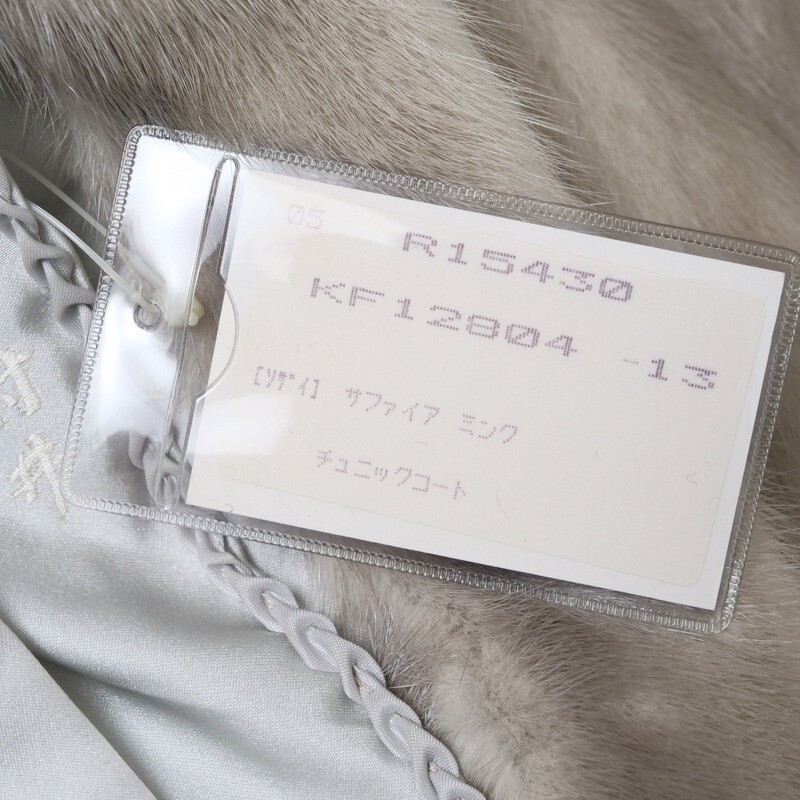 05
R15430
KF12804 -13
[ｿｻﾞｲ] サファイア ミンク
チュニックコート